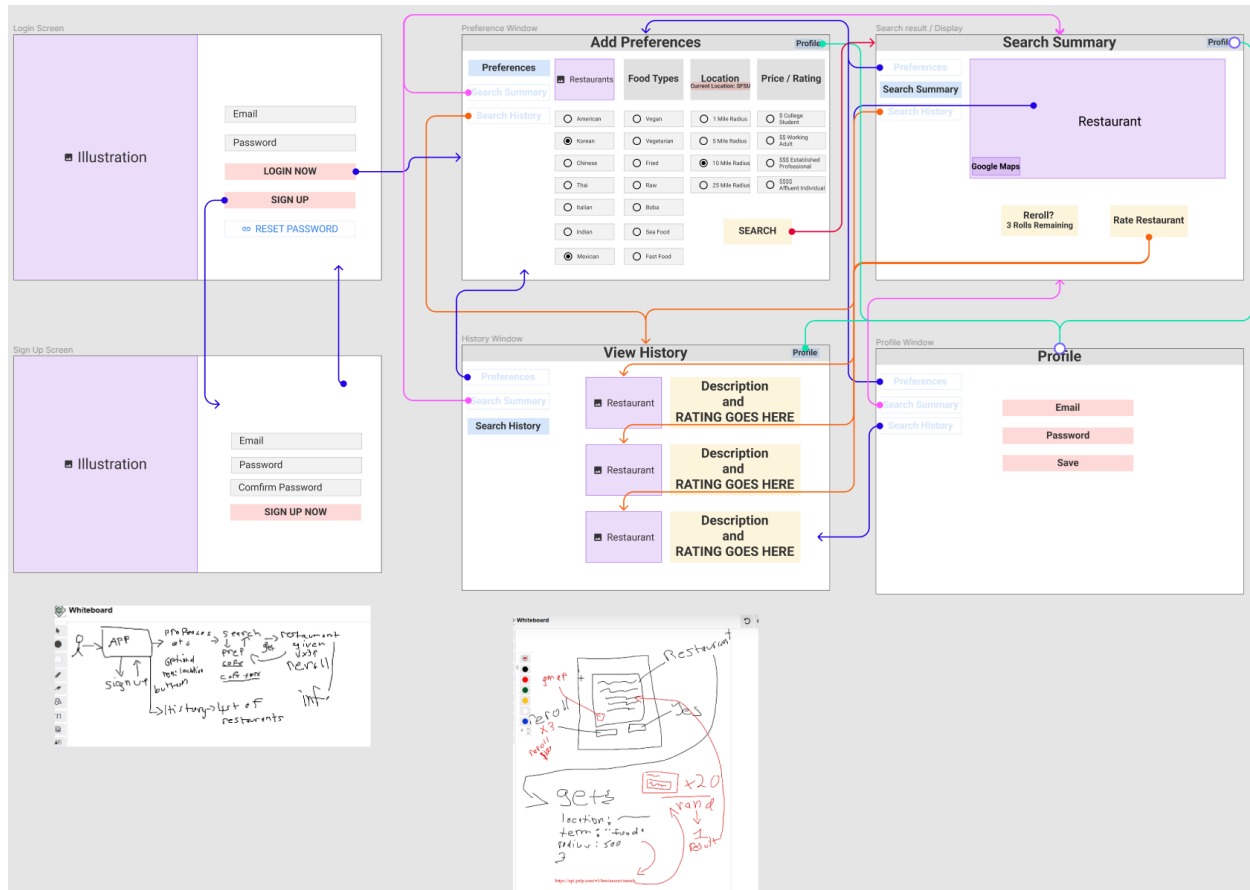 Login Screen
Illustration
Email
Password
LOGIN NOW
SIGN UP
RESET PASSWORD
Preference Window
Add Preferences
Profile
Preferences
Search Summary
Search History
Restaurants
Food Types
Location
Current Location: SFSU
Price / Rating
American
Vegan
1 Mile Radius
$ College
Student
Korean
Vegetarian
5 Mile Radius
$$ Working
Adult
Chinese
Fried
10 Mile Radius
$$$ Established
Professional
Thai
Raw
25 Mile Radius
$$$$
Affluent Individual
Italian
Boba
Indian
Sea Food
Mexican
Fast Food
SEARCH
Search result / Display
Search Summary
Profil
Preferences
Search Summary
Search History
Restaurant
Google Maps
Reroll?
3 Rolls Remaining
Rate Restaurant
Sign Up Screen
Illustration
Email
Password
Comfirm Password
SIGN UP NOW
History Window
View History
Profile
Preferences
Search Summary
Search History
Restaurant
Description
and
RATING GOES HERE
Restaurant
Description
and
RATING GOES HERE
Restaurant
Description
and
RATING GOES HERE
Profile Window
Profile
Preferences
Search Summary
Search History
Email
Password
Save
Whiteboard
APP
search
restaurant
given
reroll
sign up
button
History
list of
restaurants
Whiteboard
Restaurant
gmap
reroll
x3
reroll
yes
gets
location:
term: "food"
radius: 500
x20
rand
1
result